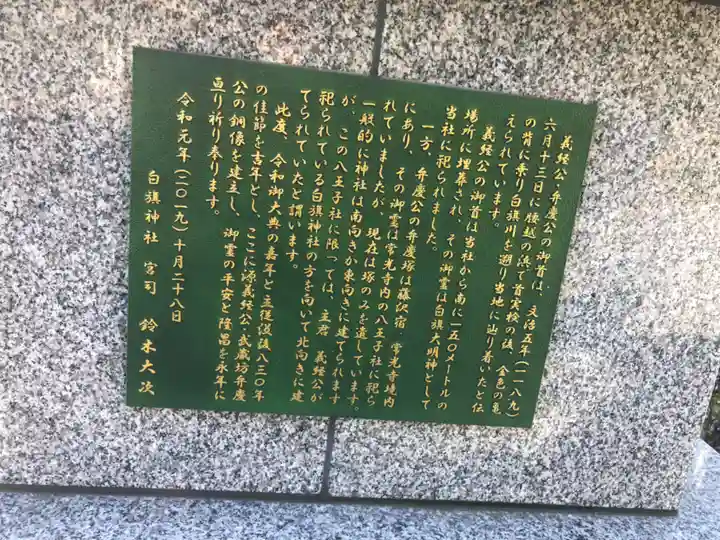 義経公・弁慶公の御首は、文治五年(一一八九)
六月十三日に腰越の浜で首実検の後、金色の亀
の背に乗り白旗川を遡り当地に辿り着いたと伝
えられています。
義経公の御首は当社から南に一五〇メートルの
場所に埋葬され、その御霊は白旗大明神として
当社に祀られました。
一方、弁慶公の弁慶塚は藤沢宿 常光寺境内
にあり、その御霊は常光寺内の八王子社に祀ら
れていましたが、現在は塚のみを遺しています。
一般的に神社は南向きか東向きに建てられます
が、この八王子社に限っては、主君 義経公が
祀られている白旗神社の方を向いて北向きに建
てられていたと謂います。
此度、令和御大典の嘉年と主従没後八三〇年
の佳節を吉年とし、ここに源義経公・武蔵坊弁慶
公の銅像を建立し、御霊の平安と隆昌を永年に
亘り祈り奉ります。
令和元年(二〇一九)十月二十八日
白旗神社 宮司 鈴木大次